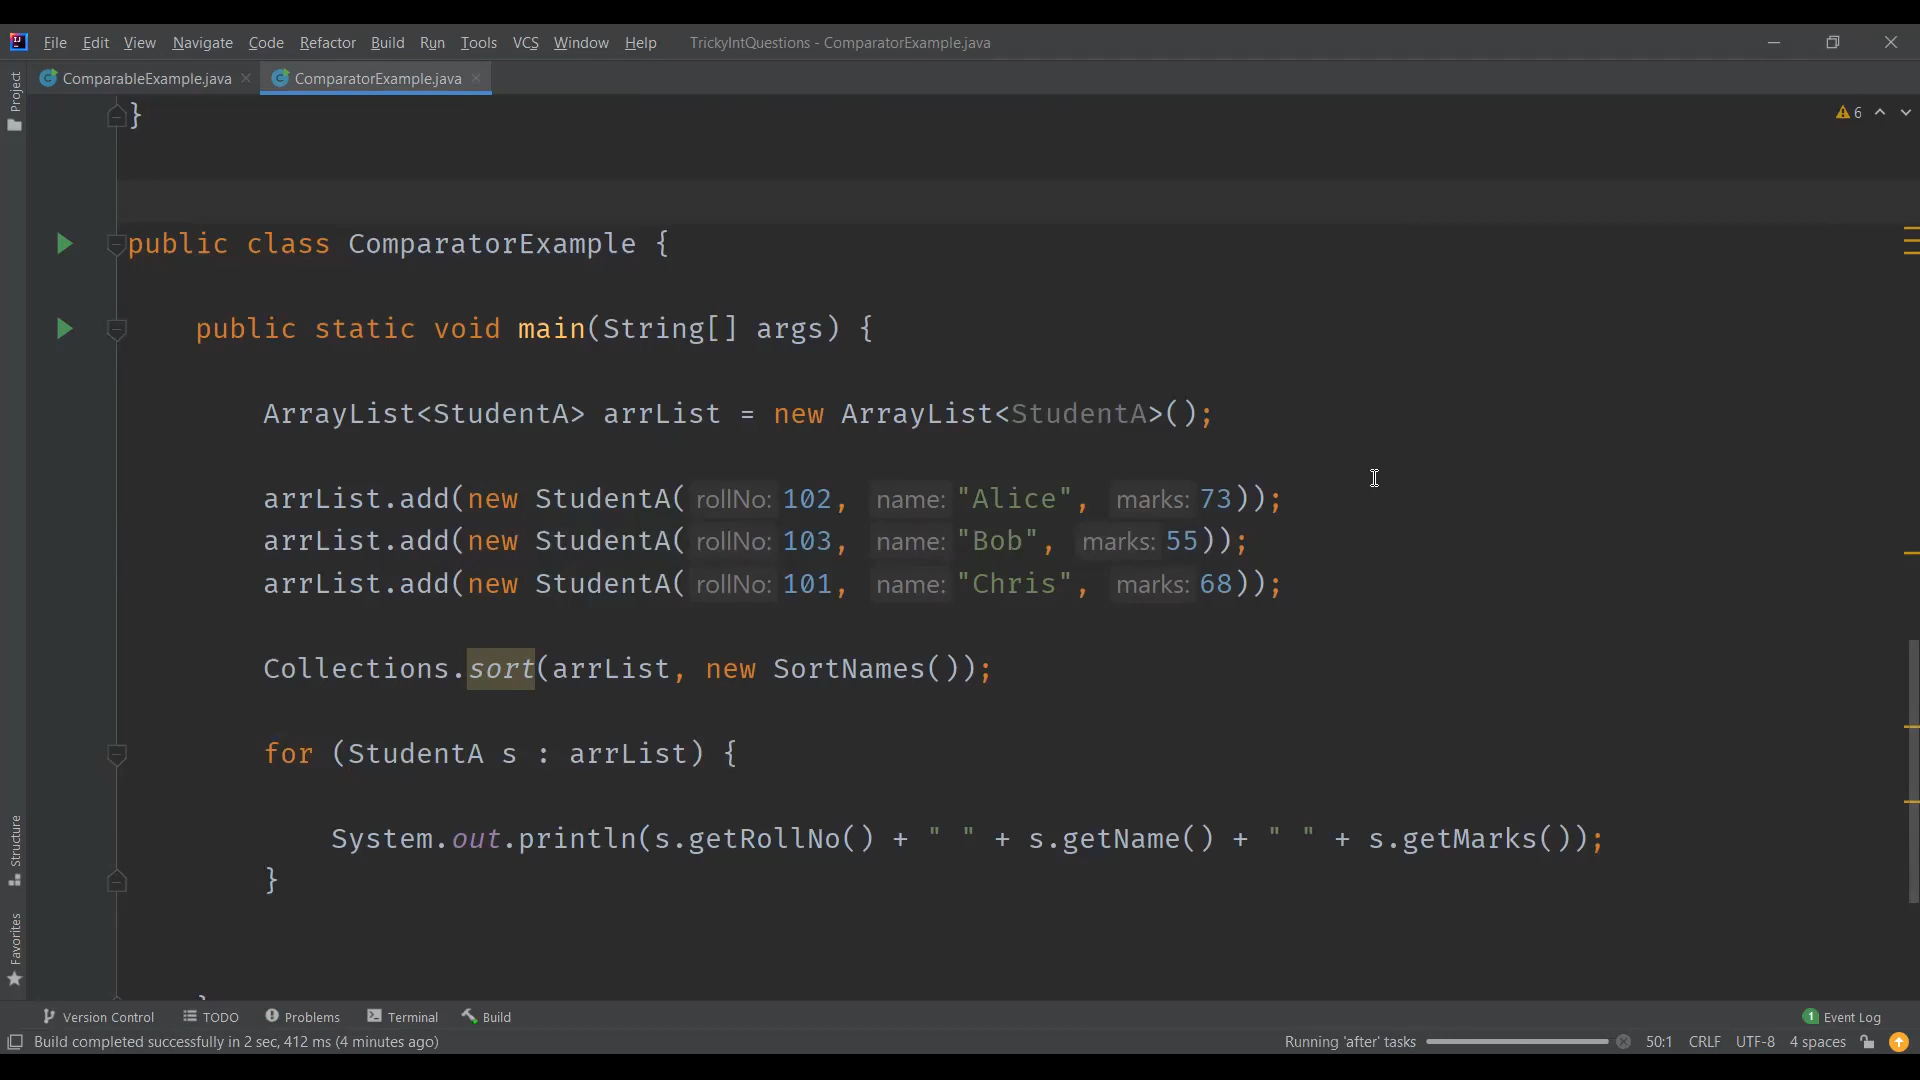 File Edit View Navigate Code Refactor Build Run Tools VCS Window Help TrickyIntQuestions - ComparatorExample.java
ComparableExample.java ComparatorExample.java
Project
}
6
public class ComparatorExample {
public static void main(String[] args) {
ArrayList<StudentA> arrList = new ArrayList<StudentA>();
arrList.add(new StudentA( rollNo: 102, name: "Alice", marks: 73));
arrList.add(new StudentA( rollNo: 103, name: "Bob", marks: 55));
arrList.add(new StudentA( rollNo: 101, name: "Chris", marks: 68));
Collections.sort(arrList, new SortNames());
for (StudentA s : arrList) {
System.out.println(s.getRollNo() + " " + s.getName() + " " + s.getMarks());
}
Structure
Favorites
Version Control TODO Problems Terminal Build 1 Event Log
Build completed successfully in 2 sec, 412 ms (4 minutes ago) Running 'after' tasks 50:1 CRLF UTF-8 4 spaces